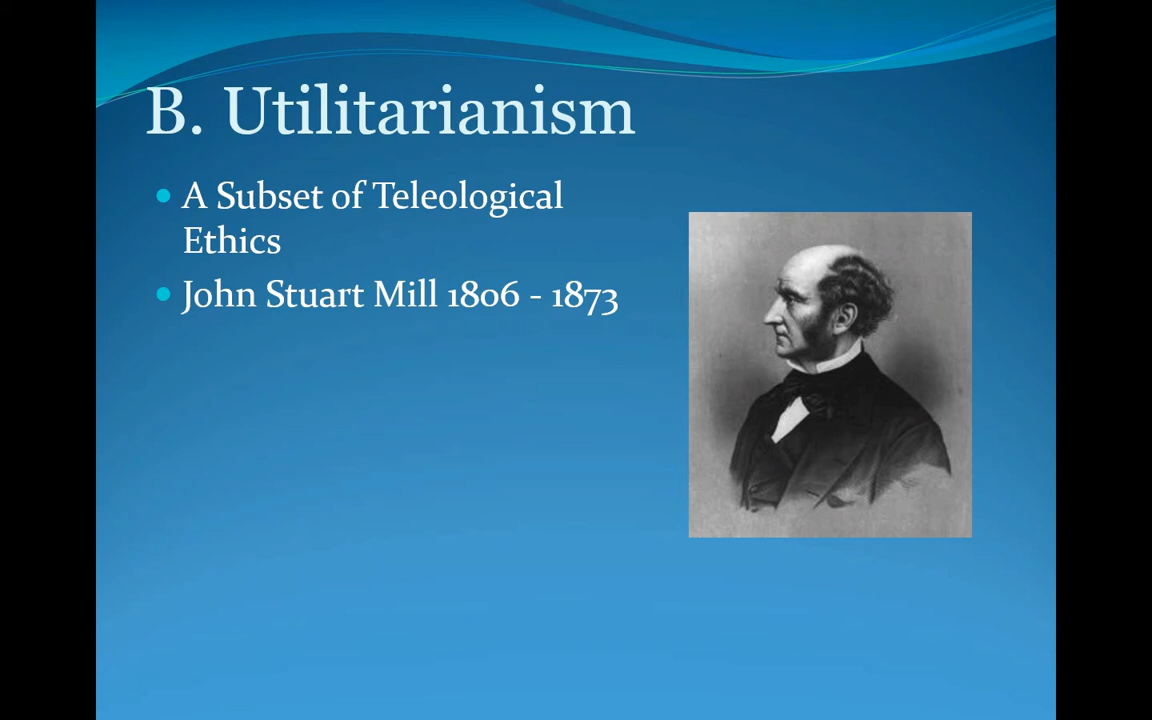 B. Utilitarianism
A Subset of Teleological
Ethics
John Stuart Mill 1806 - 1873